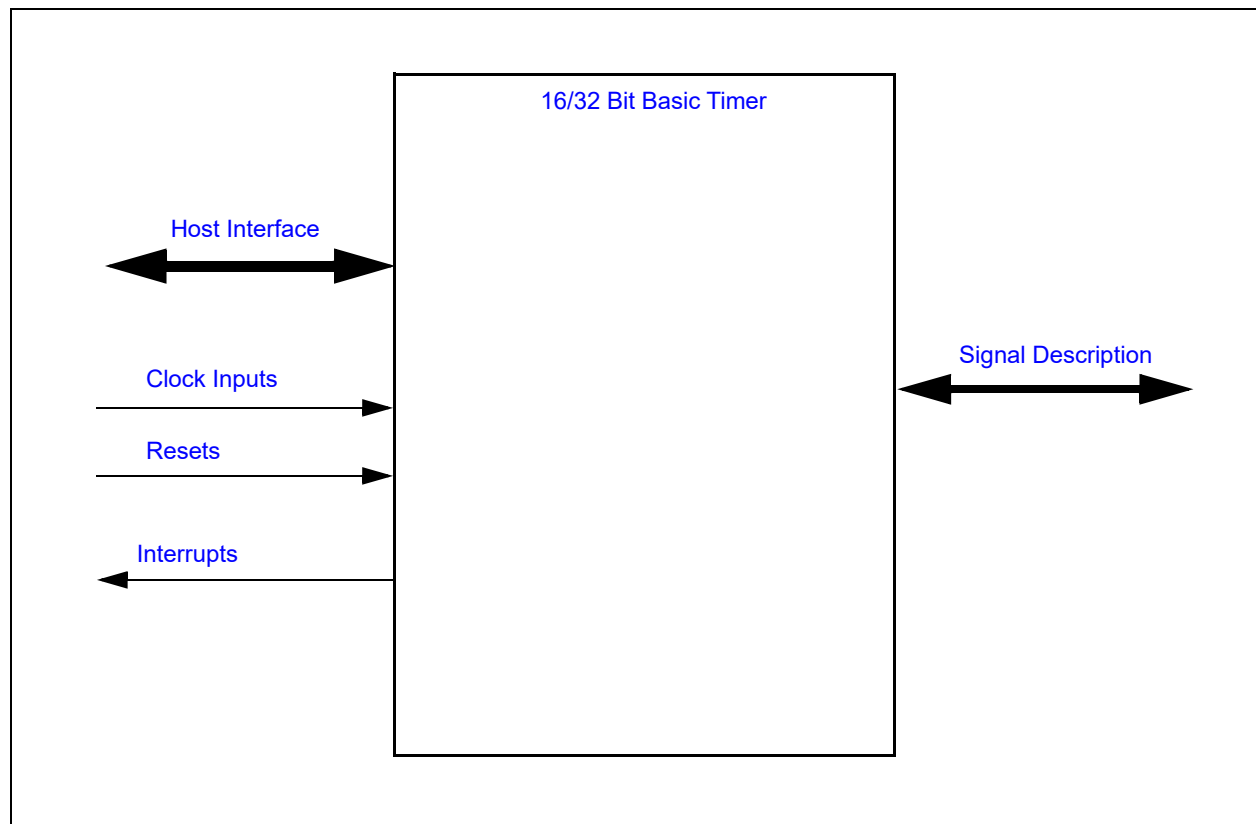 16/32 Bit Basic Timer
Host Interface
Signal Description
Clock Inputs
Resets
Interrupts